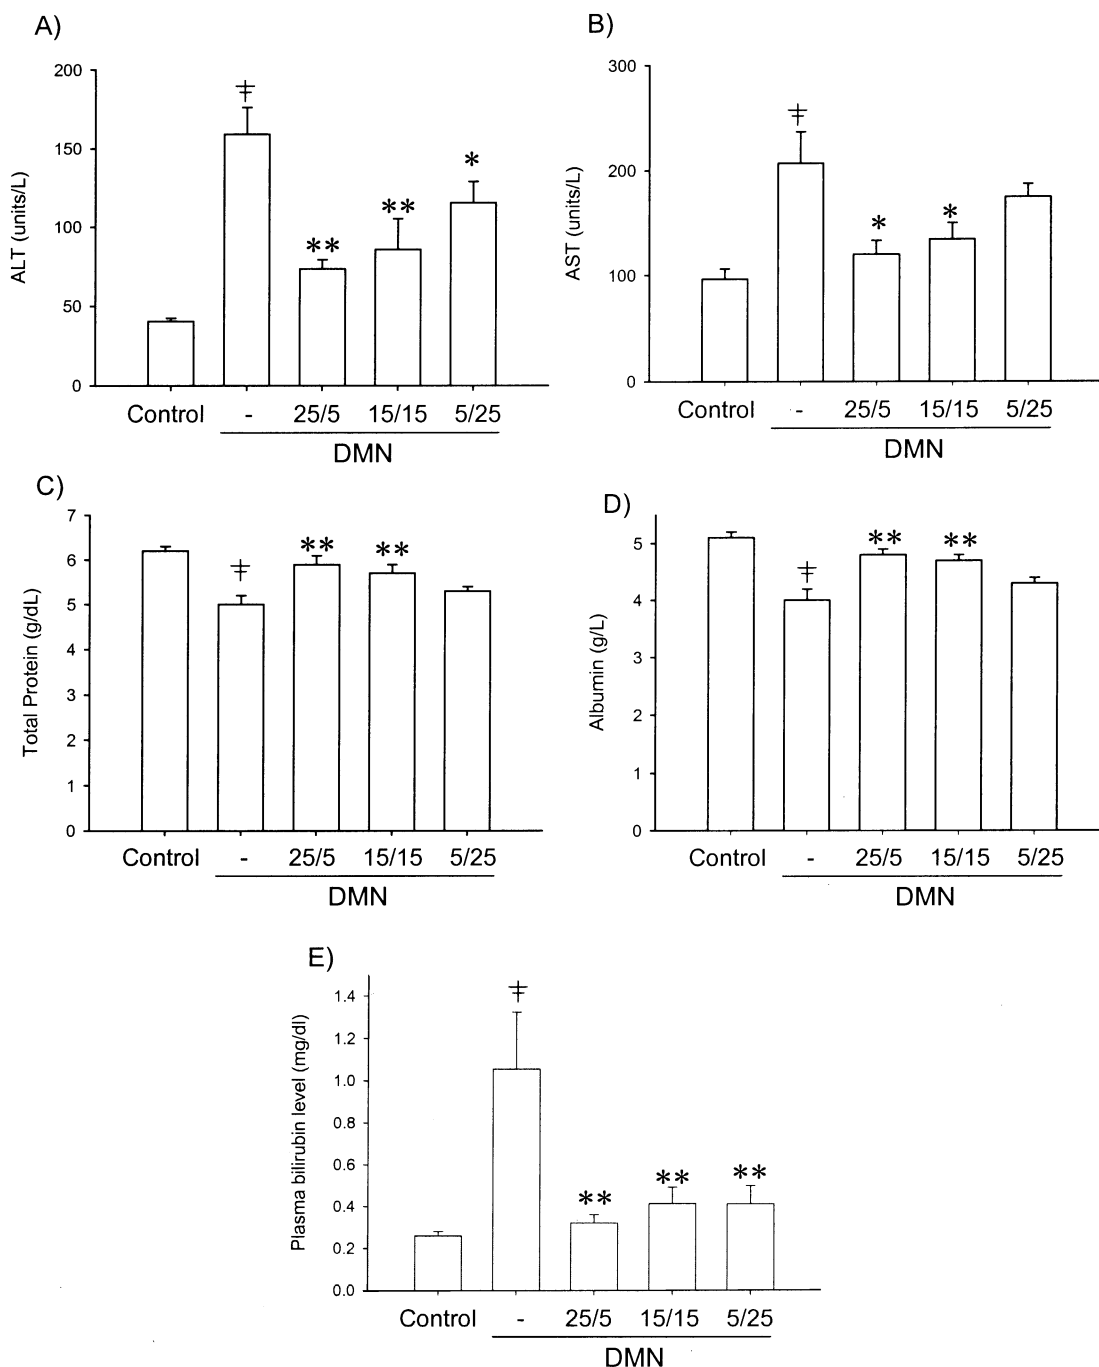 A)
ALT (units/L)
200
150
100
50
0
‡
**
**
*
Control - 25/5 15/15 5/25
DMN
B)
AST (units/L)
300
200
100
0
‡
*
*
Control - 25/5 15/15 5/25
DMN
C)
Total Protein (g/dL)
7
6
5
4
3
2
1
0
‡
**
**
Control - 25/5 15/15 5/25
DMN
D)
Albumin (g/L)
5
4
3
2
1
0
‡
**
**
Control - 25/5 15/15 5/25
DMN
E)
Plasma bilirubin level (mg/dl)
1.4
1.2
1.0
0.8
0.6
0.4
0.2
0.0
‡
**
**
**
Control - 25/5 15/15 5/25
DMN